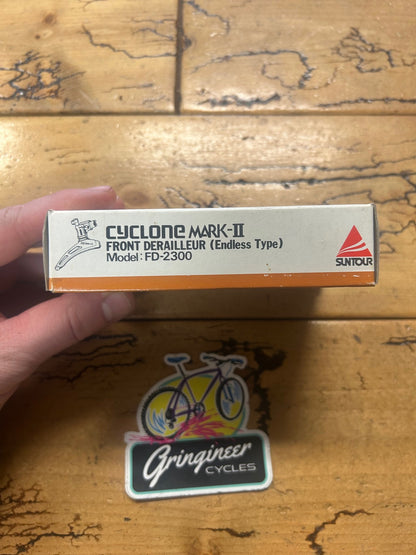 Cyclone MARK-II
FRONT DERAILLEUR (Endless Type)
Model: FD-2300
SUNTOUR
Gringineer
CYCLES